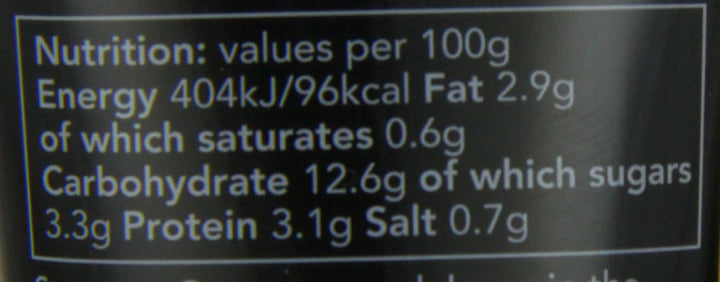 Nutrition: values per 100g
Energy 404kJ/96kcal Fat 2.9g
of which saturates 0.6g
Carbohydrate 12.6g of which sugars
3.3g Protein 3.1g Salt 0.7g